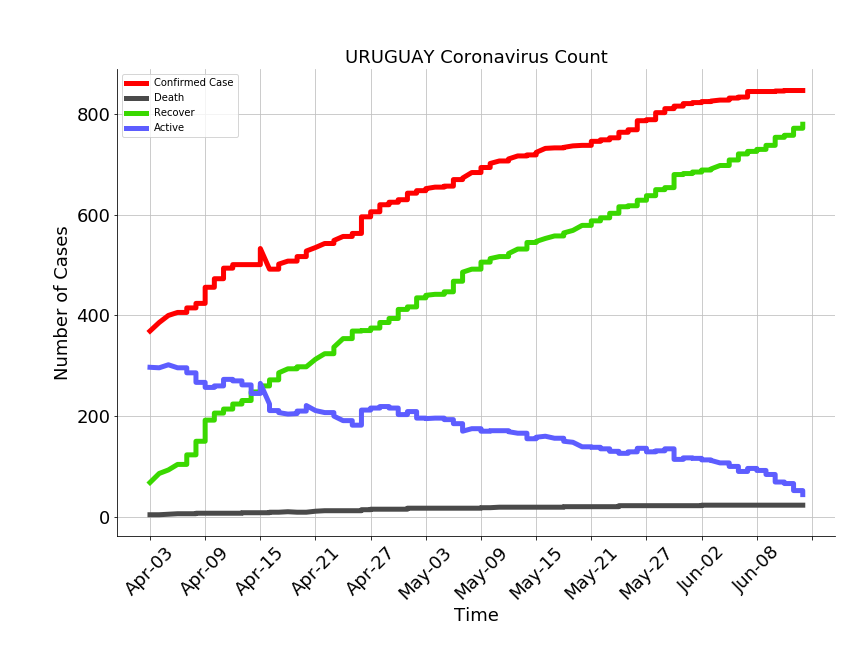 URUGUAY Coronavirus Count
Confirmed Case
Death
Recover
Active
Number of Cases
800
600
400
200
0
Apr-03
Apr-09
Apr-15
Apr-21
Apr-27
May-03
May-09
May-15
May-21
May-27
Jun-02
Jun-08
Time